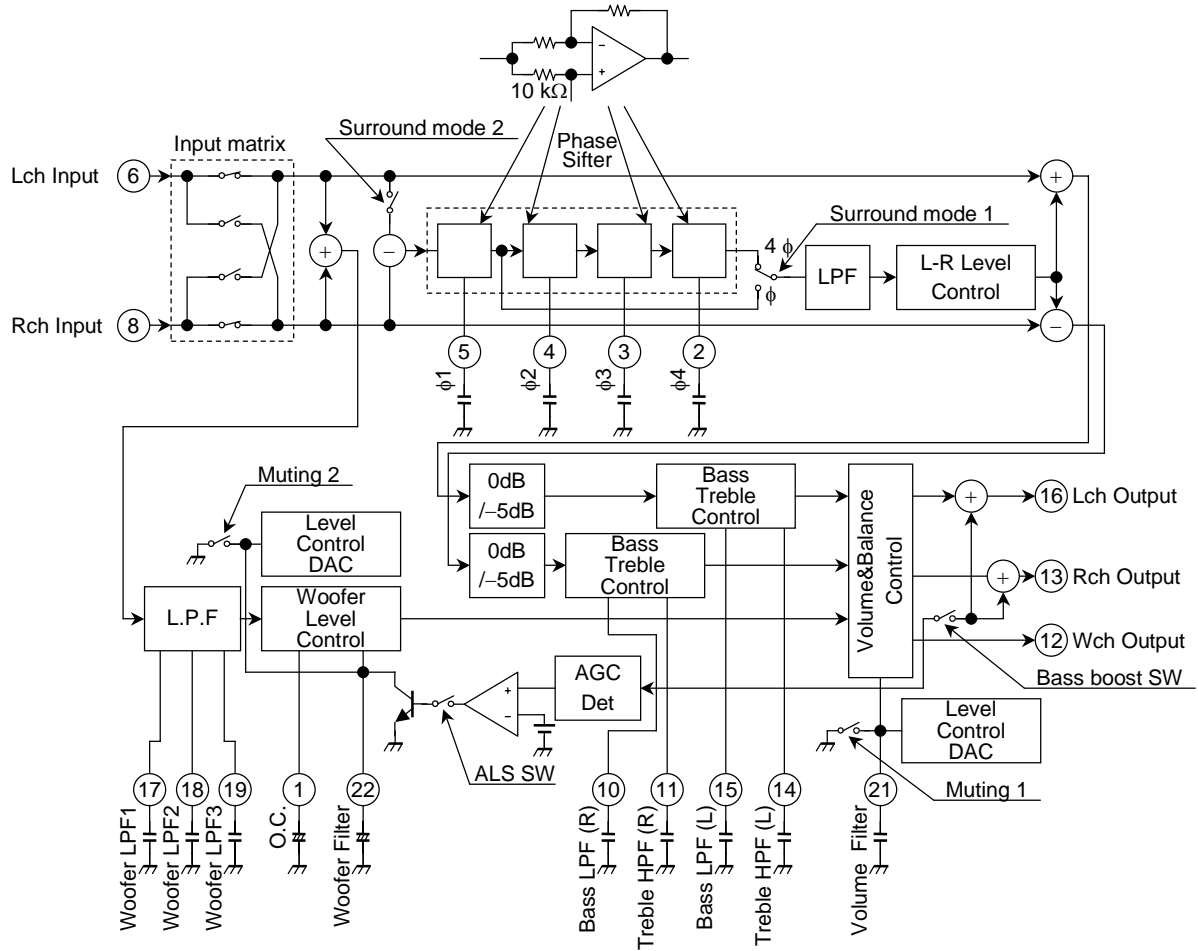 10 kΩ
Surround mode 2
Input matrix
Phase
Sifter
Lch Input
6
+
+
−
4 ϕ
Surround mode 1
LPF
L-R Level
Control
ϕ
Rch Input
8
−
5
4
3
2
ϕ1
ϕ2
ϕ3
ϕ4
Muting 2
Level
Control
DAC
0dB
/−5dB
Bass
Treble
Control
0dB
/−5dB
Bass
Treble
Control
Volume&Balance
Control
+
16
Lch Output
+
13
Rch Output
12
Wch Output
Bass boost SW
L.P.F
Woofer
Level
Control
+
−
AGC
Det
Level
Control
DAC
ALS SW
Muting 1
17
18
19
1
22
10
11
15
14
21
Woofer LPF1
Woofer LPF2
Woofer LPF3
O.C.
Woofer Filter
Bass LPF (R)
Treble HPF (R)
Bass LPF (L)
Treble HPF (L)
Volume Filter
−
+